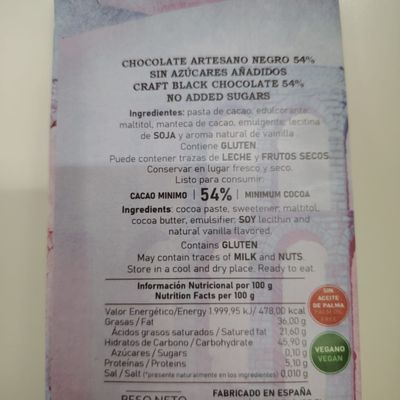 CHOCOLATE ARTESANO NEGRO 54%
SIN AZÚCARES AÑADIDOS
CRAFT BLACK CHOCOLATE 54%
NO ADDED SUGARS
Ingredientes: pasta de cacao, edulcorante:
maltitol, manteca de cacao, emulgente: lecitina
de SOJA y aroma natural de vainilla.
Contiene GLUTEN.
Puede contener trazas de LECHE y FRUTOS SECOS.
Conservar en lugar fresco y seco.
Listo para consumir.
CACAO MINIMO | 54% | MINIMUM COCOA
Ingredients: cocoa paste, sweetener: maltitol,
cocoa butter, emulsifier: SOY lecithin and
natural vanilla flavored.
Contains GLUTEN.
May contain traces of MILK and NUTS.
Store in a cool and dry place. Ready to eat.
Información Nutricional por 100 g
Nutrition Facts per 100 g
Valor Energético/Energy 1.999,95 kJ/ 478,00 kcal
Grasas / Fat 36,00 g
Ácidos grasos saturados / Satured fat 21,60 g
Hidratos de Carbono / Carbohydrate 45,90 g
Azúcares / Sugars 0,10 g
Proteínas / Proteins 5,10 g
Sal / Salt (*presente naturalmente en los ingredientes) 0,010 g
SIN
ACEITE
DE PALMA
PALM OIL
FREE
VEGANO
VEGAN
PESO NETO
FABRICADO EN ESPAÑA